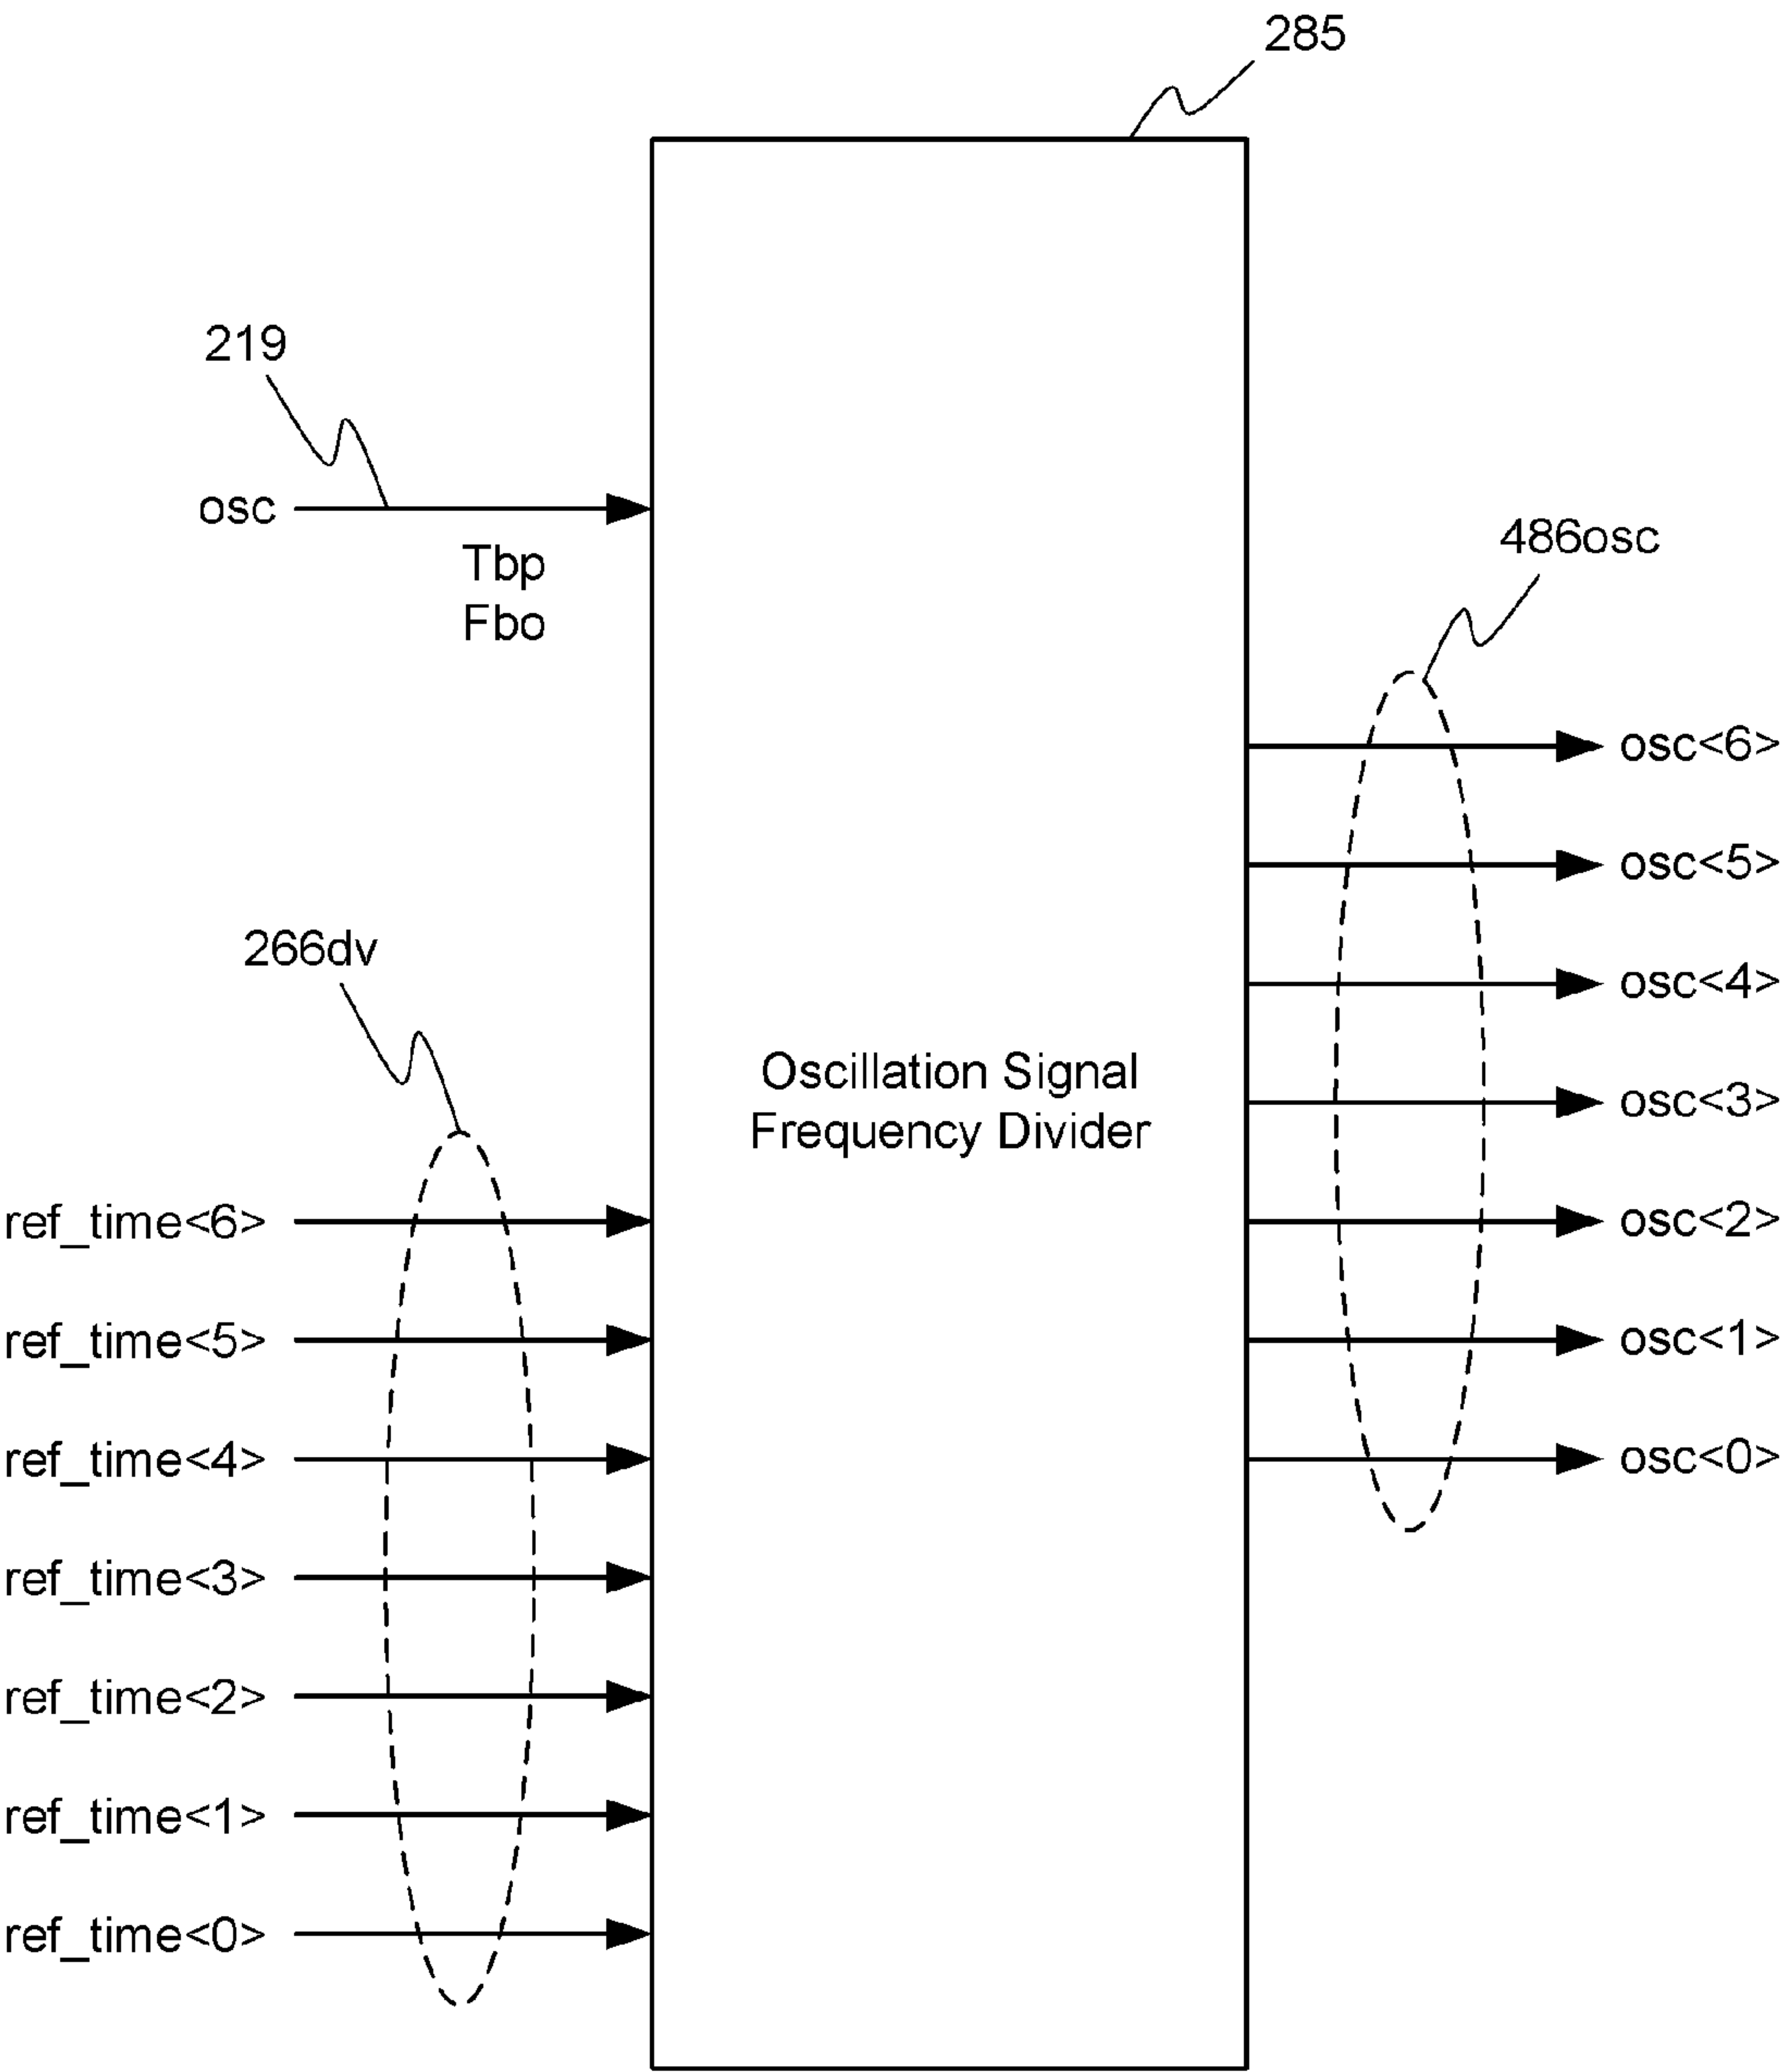 285
219
osc
Tbp
Fbo
486osc
osc<6>
osc<5>
266dv
osc<4>
Oscillation Signal
Frequency Divider
osc<3>
ref_time<6>
osc<2>
ref_time<5>
osc<1>
ref_time<4>
osc<0>
ref_time<3>
ref_time<2>
ref_time<1>
ref_time<0>